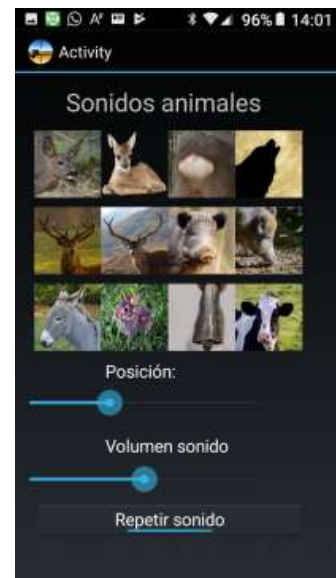 96% 14:01
Activity
Sonidos animales
Posición:
Volumen sonido
Repetir sonido